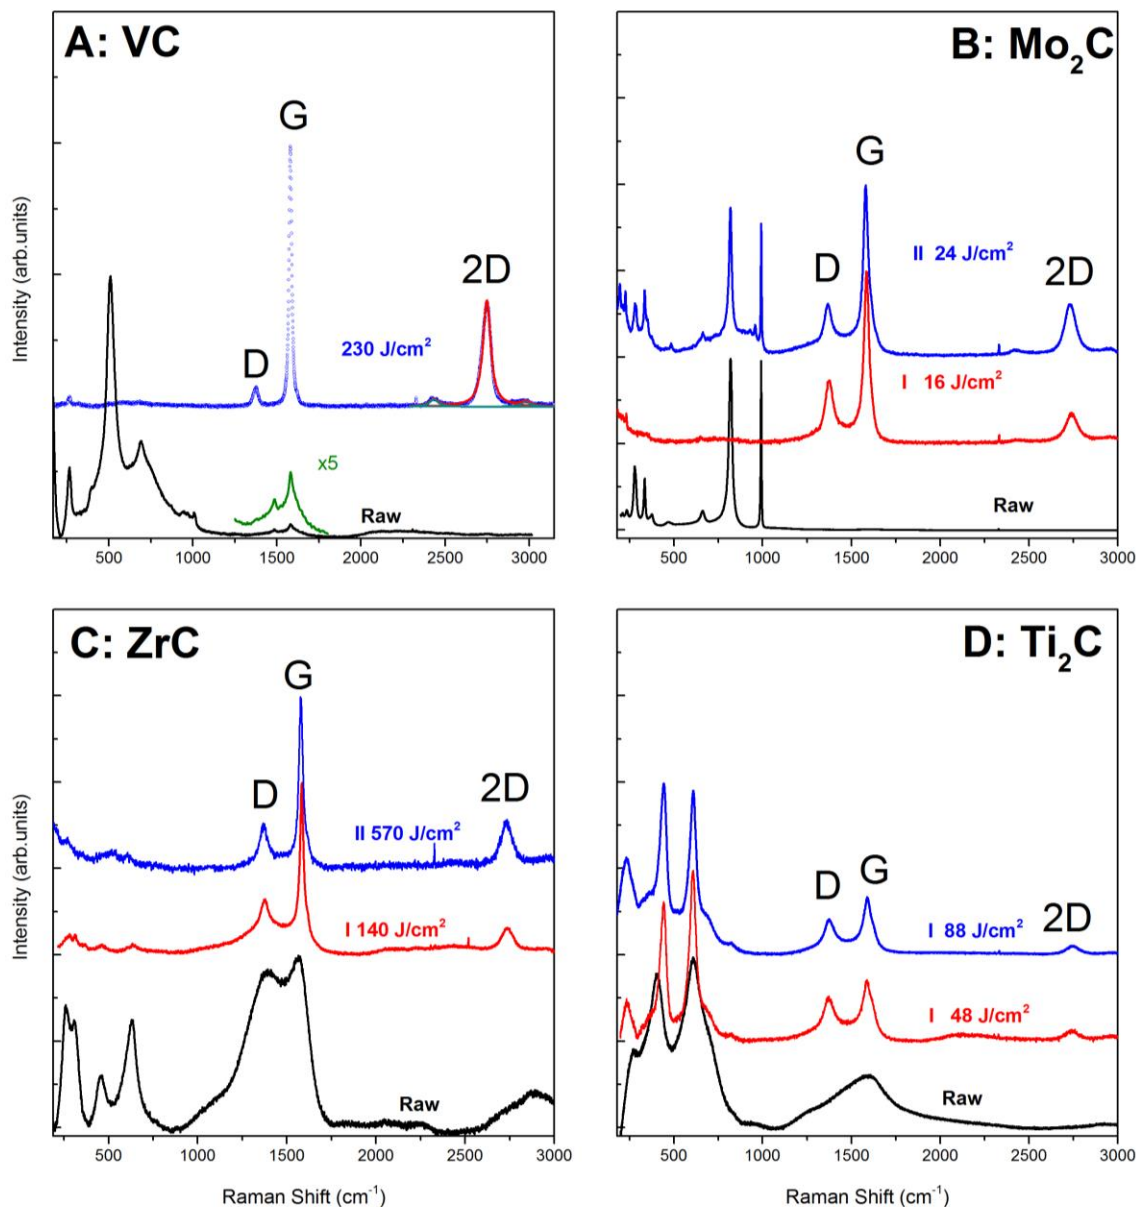 A: VC
G
2D
D
230 J/cm²
x5
Raw
Intensity (arb.units)
500 1000 1500 2000 2500 3000
B: Mo₂C
G
II 24 J/cm²
D
2D
I 16 J/cm²
Raw
500 1000 1500 2000 2500 3000
C: ZrC
G
D
2D
II 570 J/cm²
I 140 J/cm²
Raw
Intensity (arb.units)
500 1000 1500 2000 2500 3000
Raman Shift (cm⁻¹)
D: Ti₂C
D
G
I 88 J/cm²
2D
I 48 J/cm²
Raw
500 1000 1500 2000 2500 3000
Raman Shift (cm⁻¹)